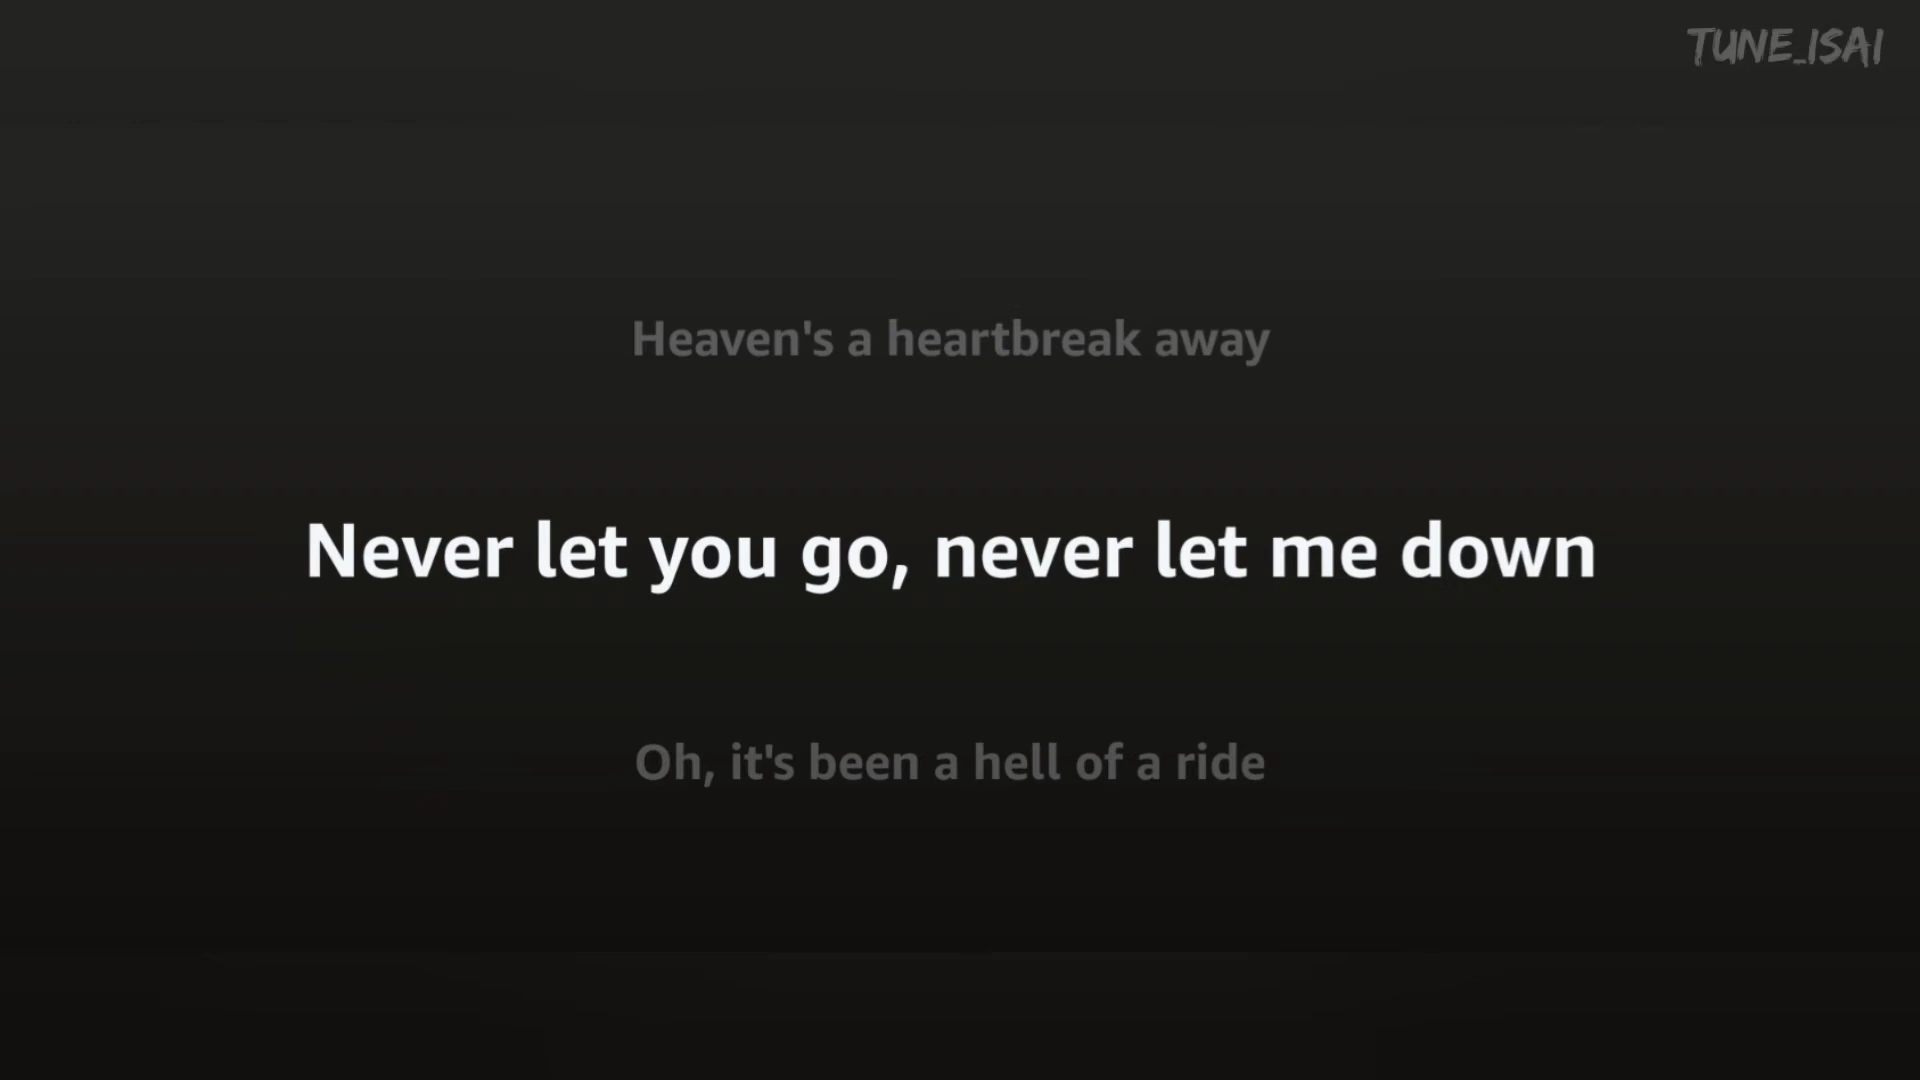 TUNE_ISAI
Heaven's a heartbreak away
Never let you go, never let me down
Oh, it's been a hell of a ride